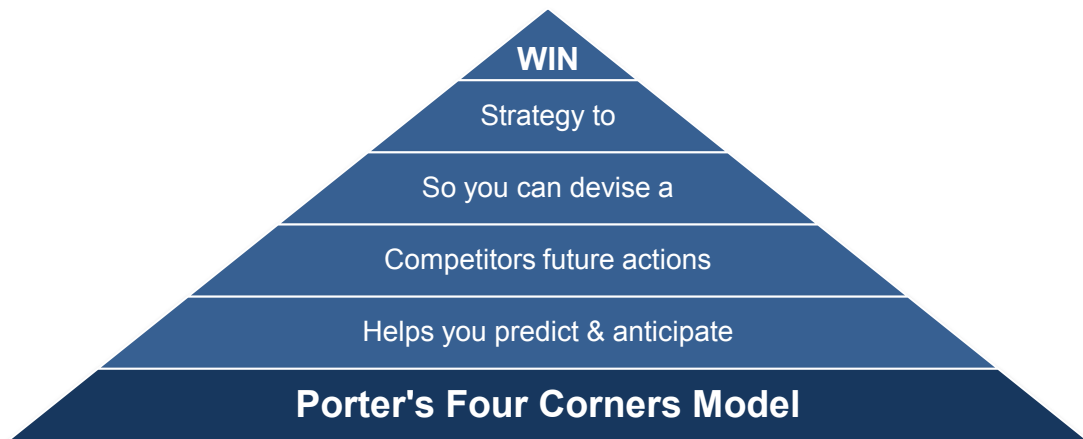 WIN
Strategy to
So you can devise a
Competitors future actions
Helps you predict & anticipate
Porter's Four Corners Model